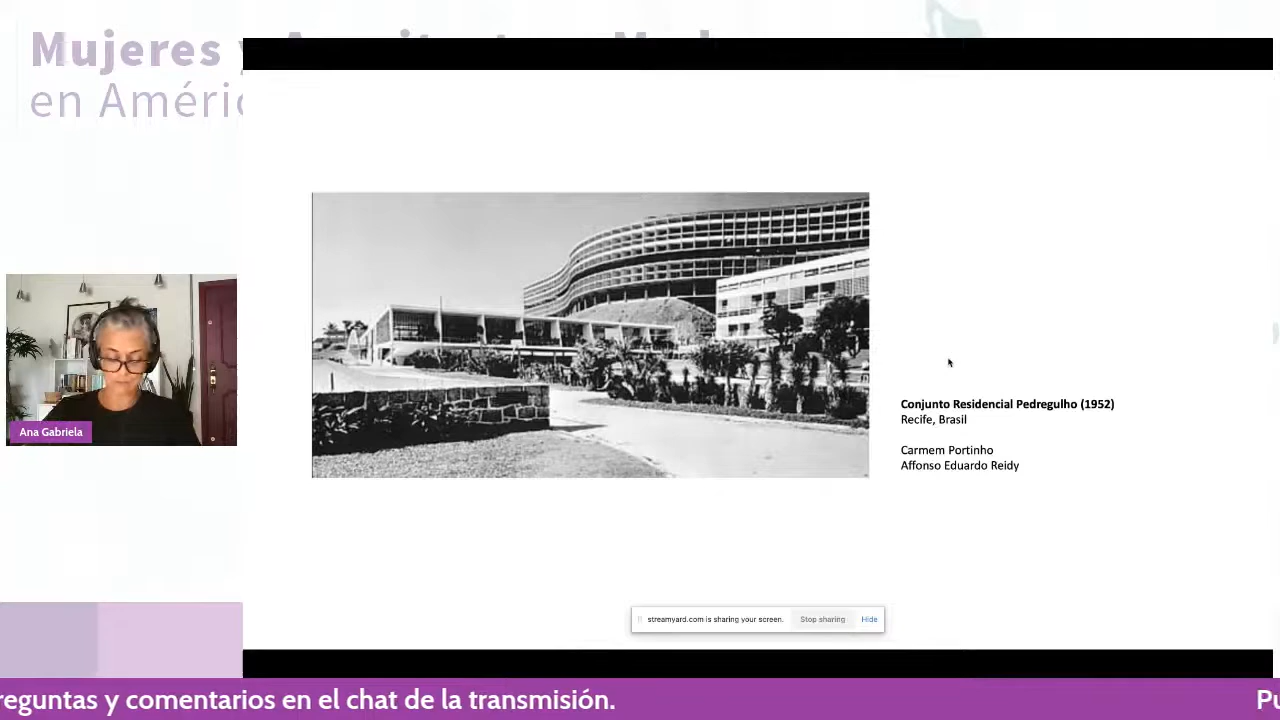 Mujeres y
en Améric
Ana Gabriela
Conjunto Residencial Pedregulho (1952)
Recife, Brasil
Carmem Portinho
Affonso Eduardo Reidy
streamyard.com is sharing your screen. Stop sharing Hide
reguntas y comentarios en el chat de la transmisión. Pu